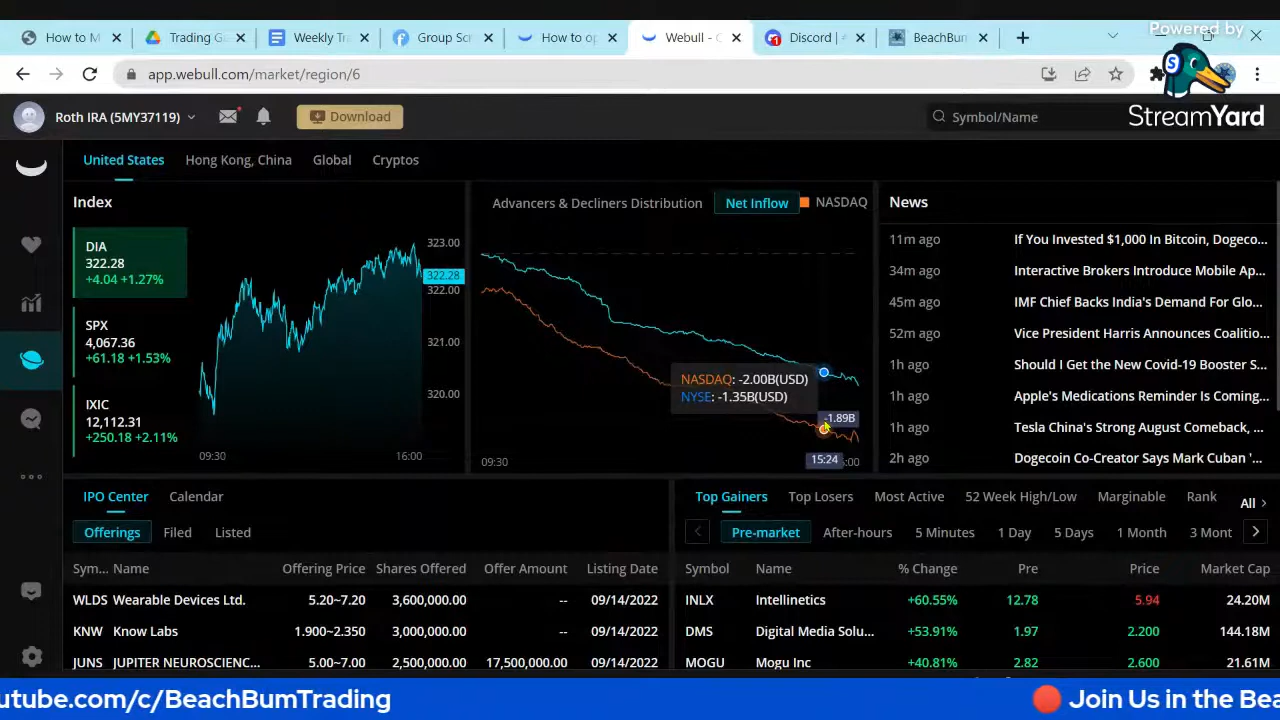 Powered by
StreamYard
How to M
Trading G
Weekly Tr
Group Scr
How to op
Webull - C
Discord | #
BeachBum
app.webull.com/market/region/6
Roth IRA (5MY37119)
Download
Symbol/Name
United States
Hong Kong, China
Global
Cryptos
Index
DIA
322.28
+4.04 +1.27%
SPX
4,067.36
+61.18 +1.53%
IXIC
12,112.31
+250.18 +2.11%
323.00
322.28
322.00
321.00
320.00
09:30
16:00
Advancers & Decliners Distribution
Net Inflow
NASDAQ
NASDAQ: -2.00B(USD)
NYSE: -1.35B(USD)
-1.89B
09:30
15:24
:00
News
11m ago If You Invested $1,000 In Bitcoin, Dogeco...
34m ago Interactive Brokers Introduce Mobile Ap...
45m ago IMF Chief Backs India's Demand For Glo...
52m ago Vice President Harris Announces Coalitio...
1h ago Should I Get the New Covid-19 Booster S...
1h ago Apple's Medications Reminder Is Coming...
1h ago Tesla China's Strong August Comeback, ...
2h ago Dogecoin Co-Creator Says Mark Cuban '...
IPO Center
Calendar
Offerings
Filed
Listed
Sym... Name Offering Price Shares Offered Offer Amount Listing Date
WLDS Wearable Devices Ltd. 5.20~7.20 3,600,000.00 -- 09/14/2022
KNW Know Labs 1.900~2.350 3,000,000.00 -- 09/14/2022
JUNS JUPITER NEUROSCIENC... 5.00~7.00 2,500,000.00 17,500,000.00 09/14/2022
Top Gainers
Top Losers
Most Active
52 Week High/Low
Marginable
Rank
All
Pre-market
After-hours
5 Minutes
1 Day
5 Days
1 Month
3 Mont
Symbol Name % Change Pre Price Market Cap
INLX Intellinetics +60.55% 12.78 5.94 24.20M
DMS Digital Media Solu... +53.91% 1.97 2.200 144.18M
MOGU Mogu Inc +40.81% 2.82 2.600 21.61M
utube.com/c/BeachBumTrading
Join Us in the Bea